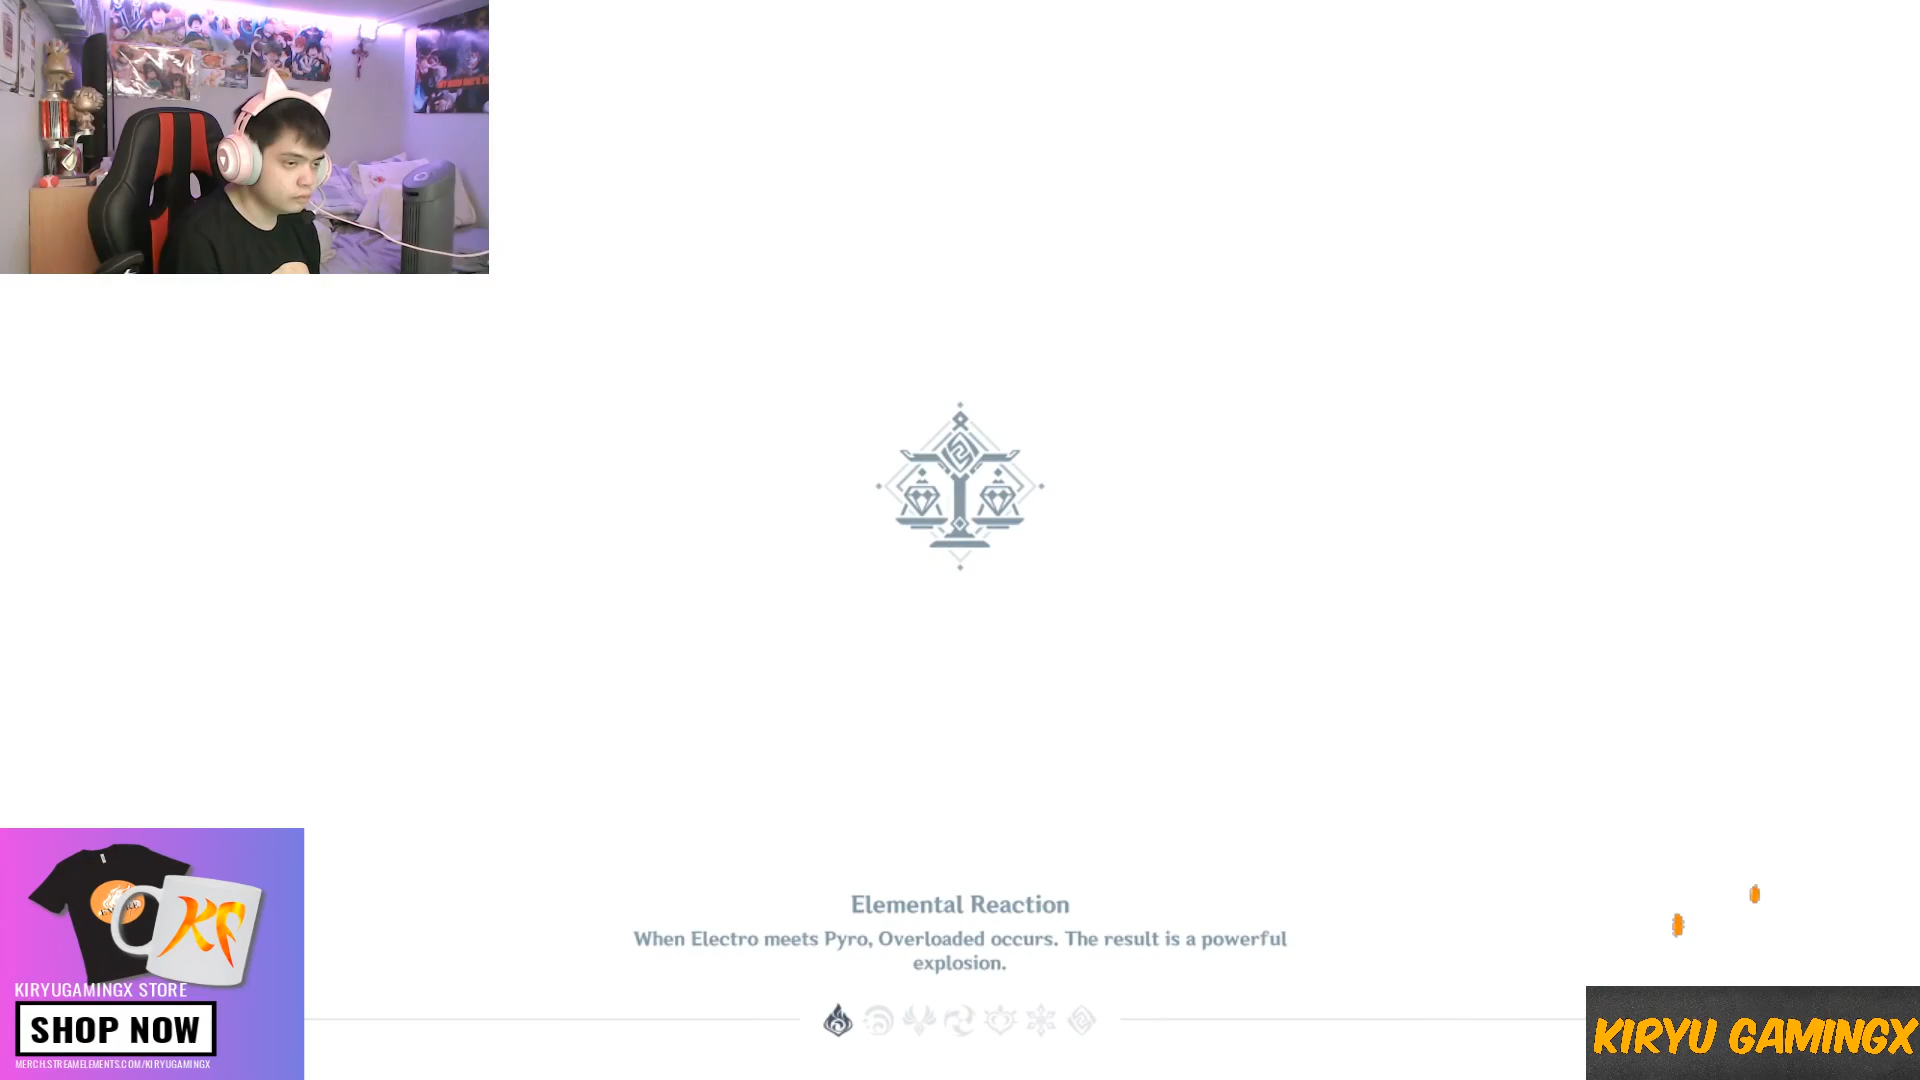 Elemental Reaction
When Electro meets Pyro, Overloaded occurs. The result is a powerful
explosion.
KF
KIRYUGAMINGX STORE
SHOP NOW
MERCH.STREAMELEMENTS.COM/KIRYUGAMINGX
KIRYU GAMINGX